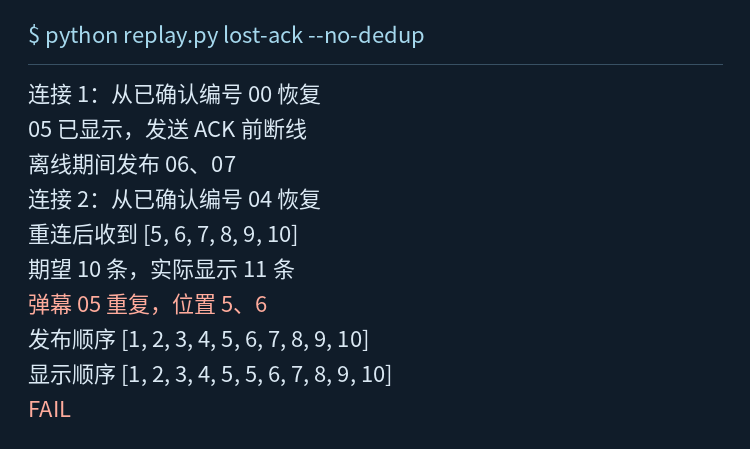 $ python replay.py lost-ack --no-dedup
连接 1：从已确认编号 00 恢复
05 已显示，发送 ACK 前断线
离线期间发布 06、07
连接 2：从已确认编号 04 恢复
重连后收到 [5, 6, 7, 8, 9, 10]
期望 10 条，实际显示 11 条
弹幕 05 重复，位置 5、6
发布顺序 [1, 2, 3, 4, 5, 6, 7, 8, 9, 10]
显示顺序 [1, 2, 3, 4, 5, 5, 6, 7, 8, 9, 10]
FAIL